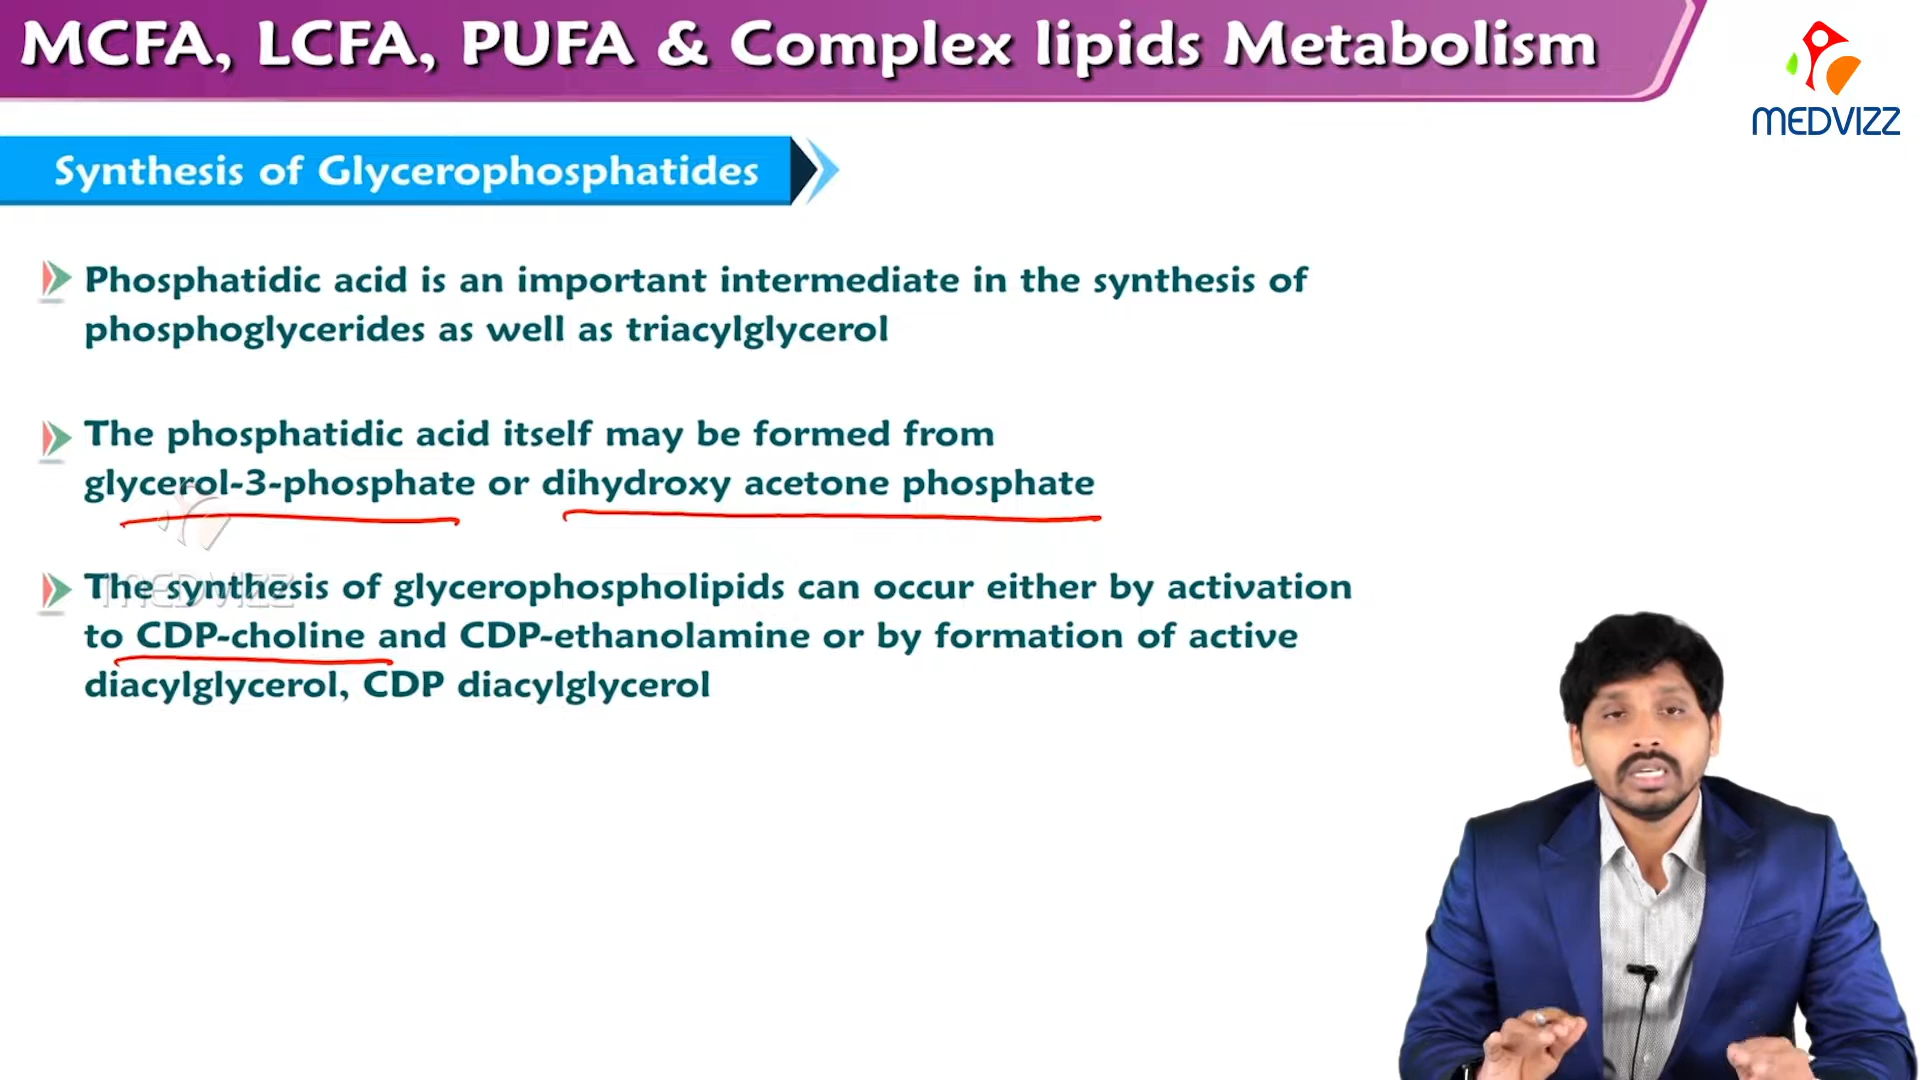 MCFA, LCFA, PUFA & Complex lipids Metabolism
MEDVIZZ
Synthesis of Glycerophosphatides
Phosphatidic acid is an important intermediate in the synthesis of
phosphoglycerides as well as triacylglycerol
The phosphatidic acid itself may be formed from
glycerol-3-phosphate or dihydroxy acetone phosphate
The synthesis of glycerophospholipids can occur either by activation
to CDP-choline and CDP-ethanolamine or by formation of active
diacylglycerol, CDP diacylglycerol
MEDVIZZ